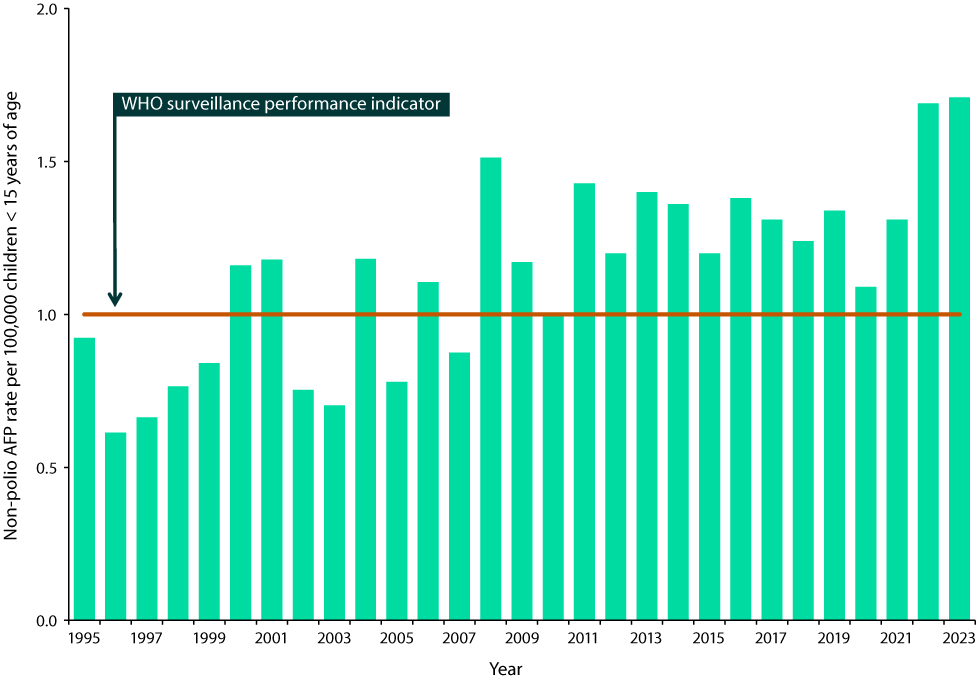 2.0
WHO surveillance performance indicator
1.5
1.0
0.5
0.0
Non-polio AFP rate per 100,000 children < 15 years of age
1995 1997 1999 2001 2003 2005 2007 2009 2011 2013 2015 2017 2019 2021 2023
Year